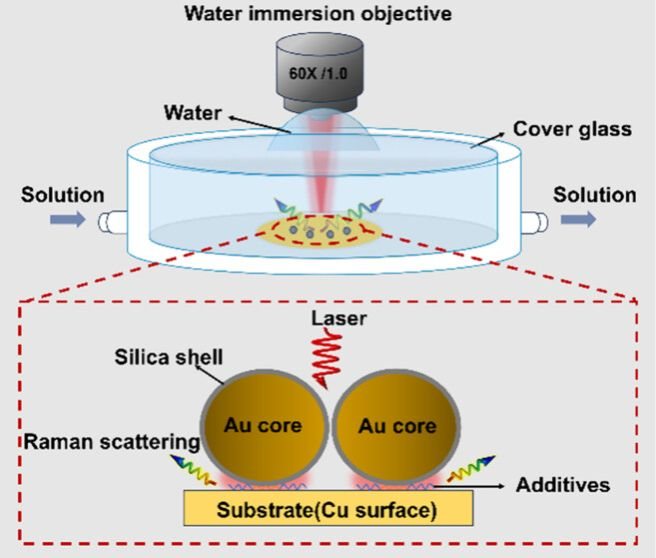 Water immersion objective
60X /1.0
Water
Cover glass
Solution
Solution
Laser
Silica shell
Au core
Au core
Raman scattering
Additives
Substrate(Cu surface)